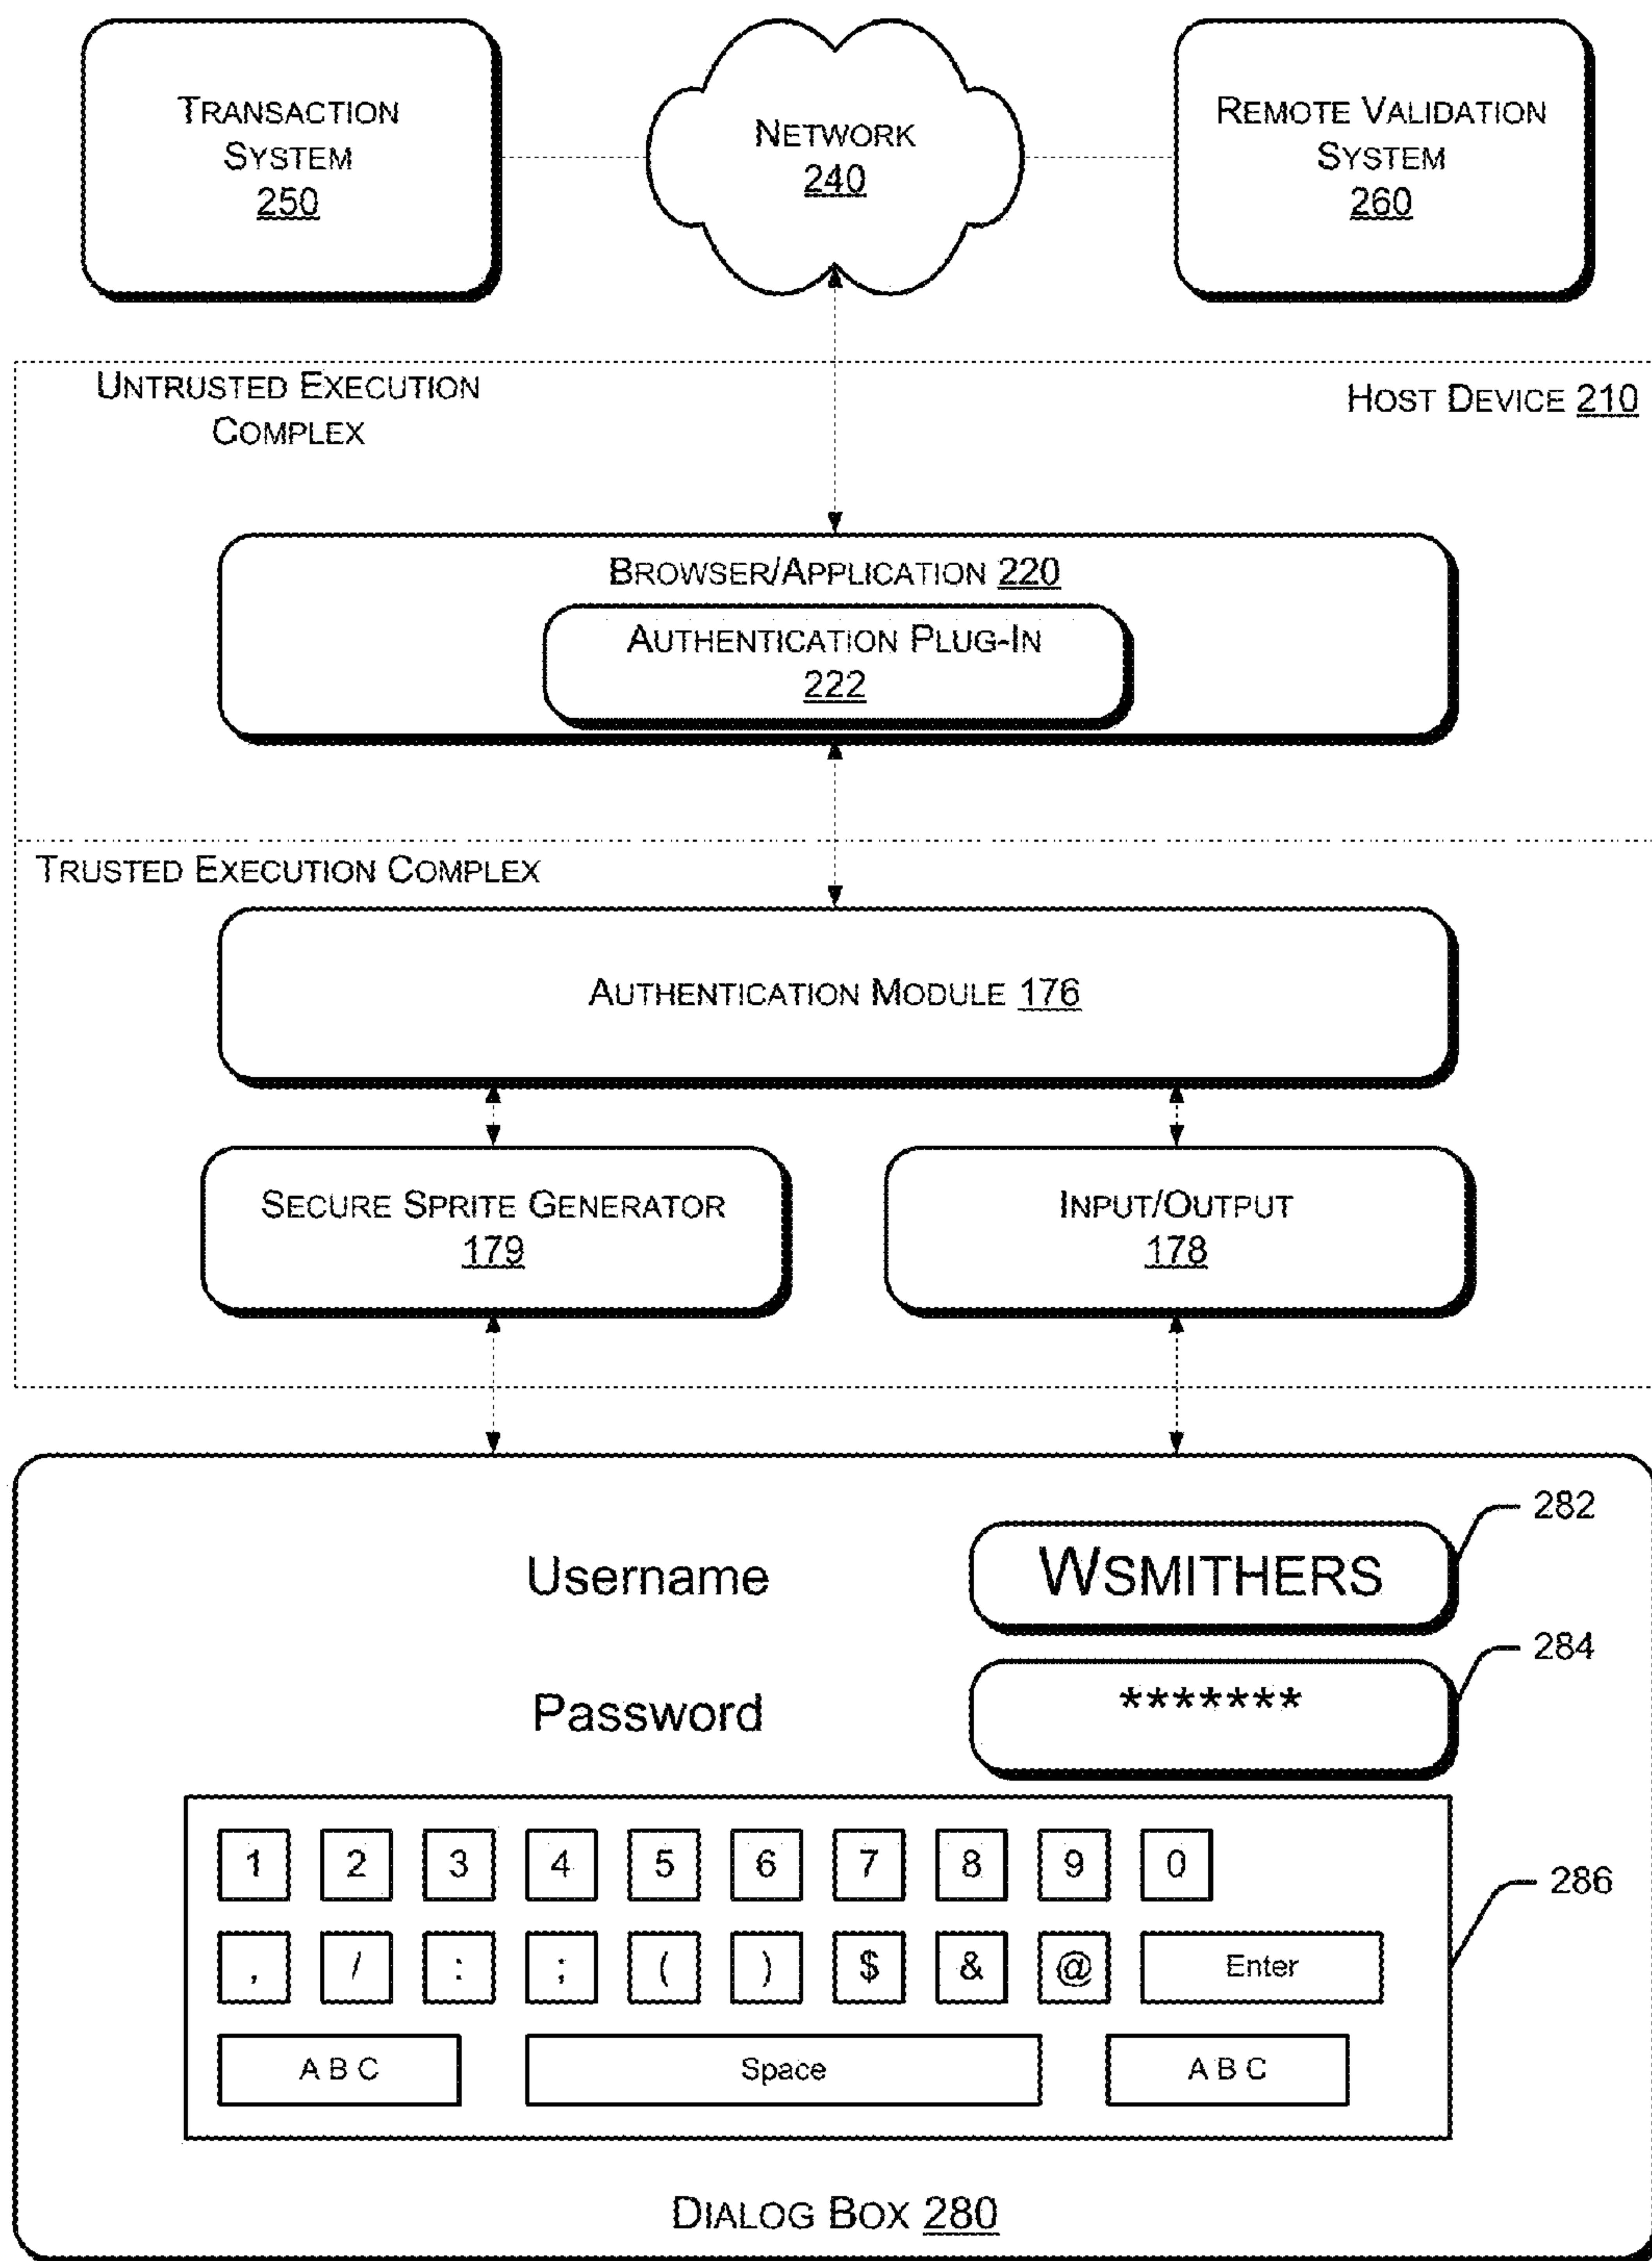 TRANSACTION
SYSTEM
250
NETWORK
240
REMOTE VALIDATION
SYSTEM
260
UNTRUSTED EXECUTION
COMPLEX
HOST DEVICE 210
BROWSER/APPLICATION 220
AUTHENTICATION PLUG-IN
222
TRUSTED EXECUTION COMPLEX
AUTHENTICATION MODULE 176
SECURE SPRITE GENERATOR
179
INPUT/OUTPUT
178
282
Username WSMITHERS
284
Password *******
1 2 3 4 5 6 7 8 9 0
286
, / : ; ( ) $ & @ Enter
A B C Space A B C
DIALOG BOX 280